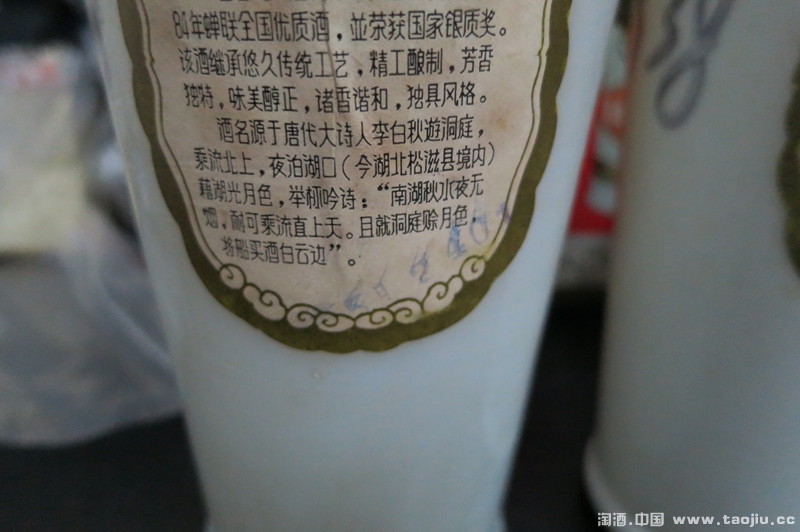 84年蝉联全国优质酒，並荣获国家银质奖。
该酒继承悠久传统工艺，精工酿制，芳香
独特，味美醇正，诸香谐和，独具风格。
酒名源于唐代大诗人李白秋遊洞庭，
乘流北上，夜泊湖口（今湖北松滋县境内）
藉湖光月色，举桠吟诗：“南湖秋水夜无
烟，耐可乘流直上天。且就洞庭赊月色，
将船买酒白云边”。
淘酒.中国 www.taojiu.cc